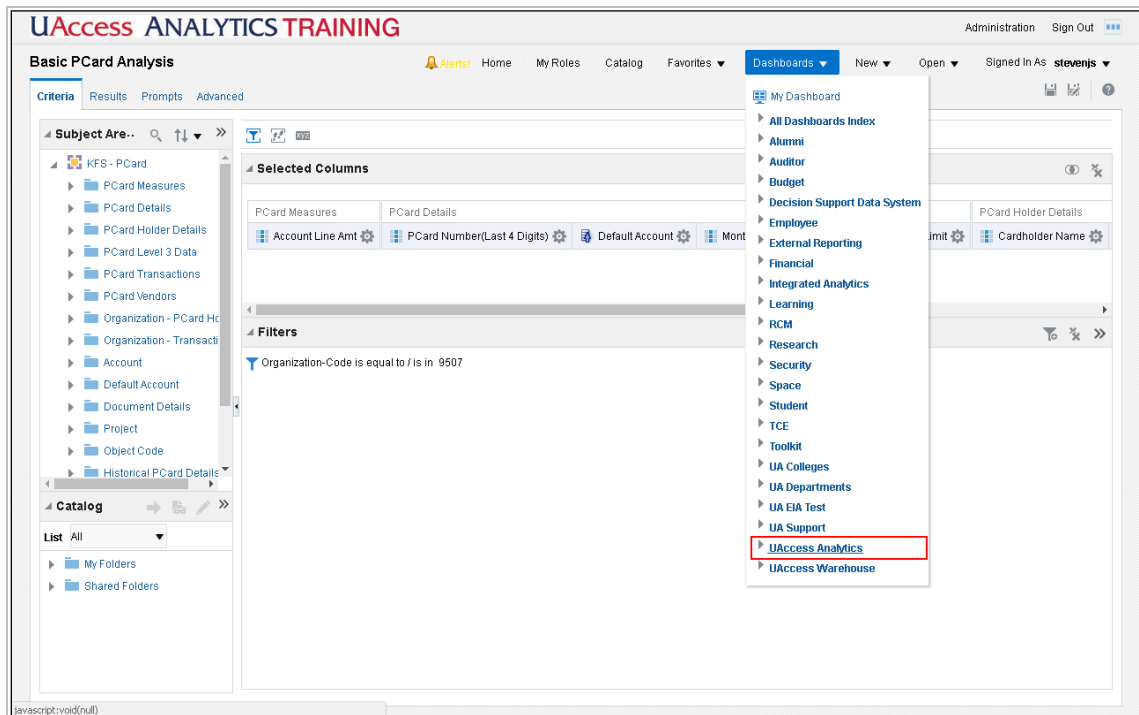 UAccess ANALYTICS TRAINING
Administration Sign Out
Basic PCard Analysis
Alerts! Home My Roles Catalog Favorites Dashboards New Open Signed In As stevenjs
Criteria Results Prompts Advanced
My Dashboard
All Dashboards Index
Alumni
Auditor
Budget
Decision Support Data System
Employee
External Reporting
Financial
Integrated Analytics
Learning
RCM
Research
Security
Space
Student
TCE
Toolkit
UA Colleges
UA Departments
UA EIA Test
UA Support
UAccess Analytics
UAccess Warehouse
Subject Are..
KFS - PCard
PCard Measures
PCard Details
PCard Holder Details
PCard Level 3 Data
PCard Transactions
PCard Vendors
Organization - PCard Hc
Organization - Transacti
Account
Default Account
Document Details
Project
Object Code
Historical PCard Details
Catalog
List All
My Folders
Shared Folders
xyz
Selected Columns
PCard Measures PCard Details PCard Holder Details
Account Line Amt PCard Number(Last 4 Digits) Default Account Mont imit Cardholder Name
Filters
Organization-Code is equal to / is in 9507
javascript:void(null)